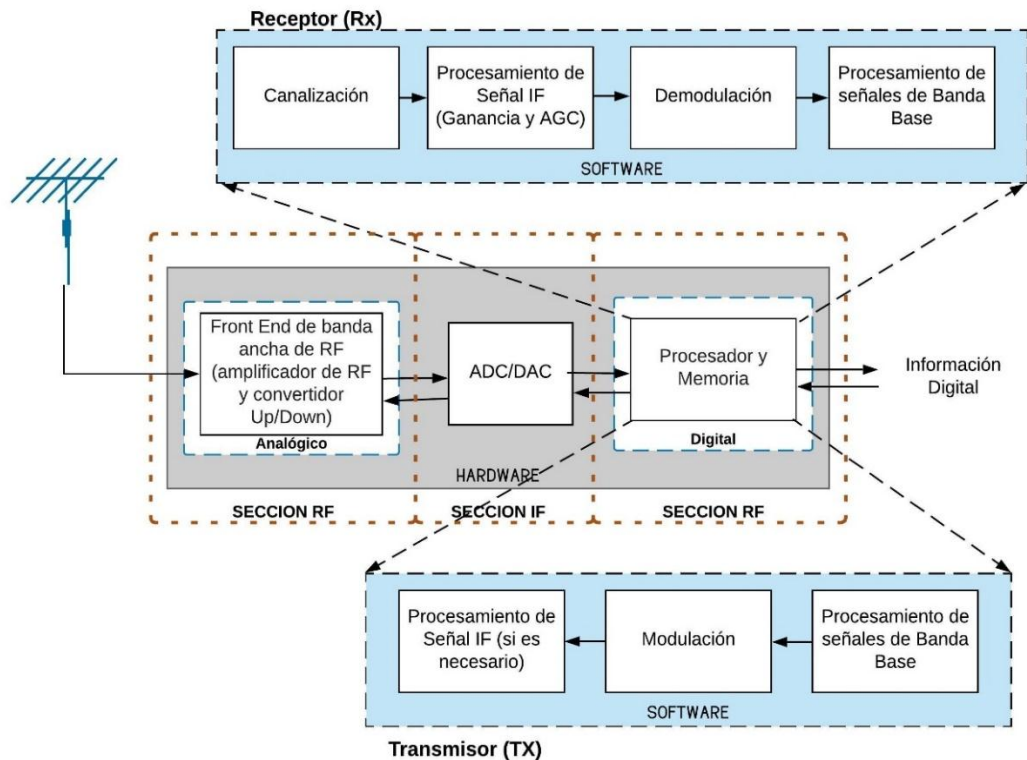 Receptor (Rx)
Canalización
Procesamiento de
Señal IF
(Ganancia y AGC)
Demodulación
Procesamiento de
señales de Banda
Base
SOFTWARE
Front End de banda
ancha de RF
(amplificador de RF
y convertidor
Up/Down)
Analógico
ADC/DAC
Procesador y
Memoria
Digital
Información
Digital
HARDWARE
SECCION RF
SECCION IF
SECCION RF
Procesamiento de
Señal IF (si es
necesario)
Modulación
Procesamiento de
señales de Banda
Base
SOFTWARE
Transmisor (TX)